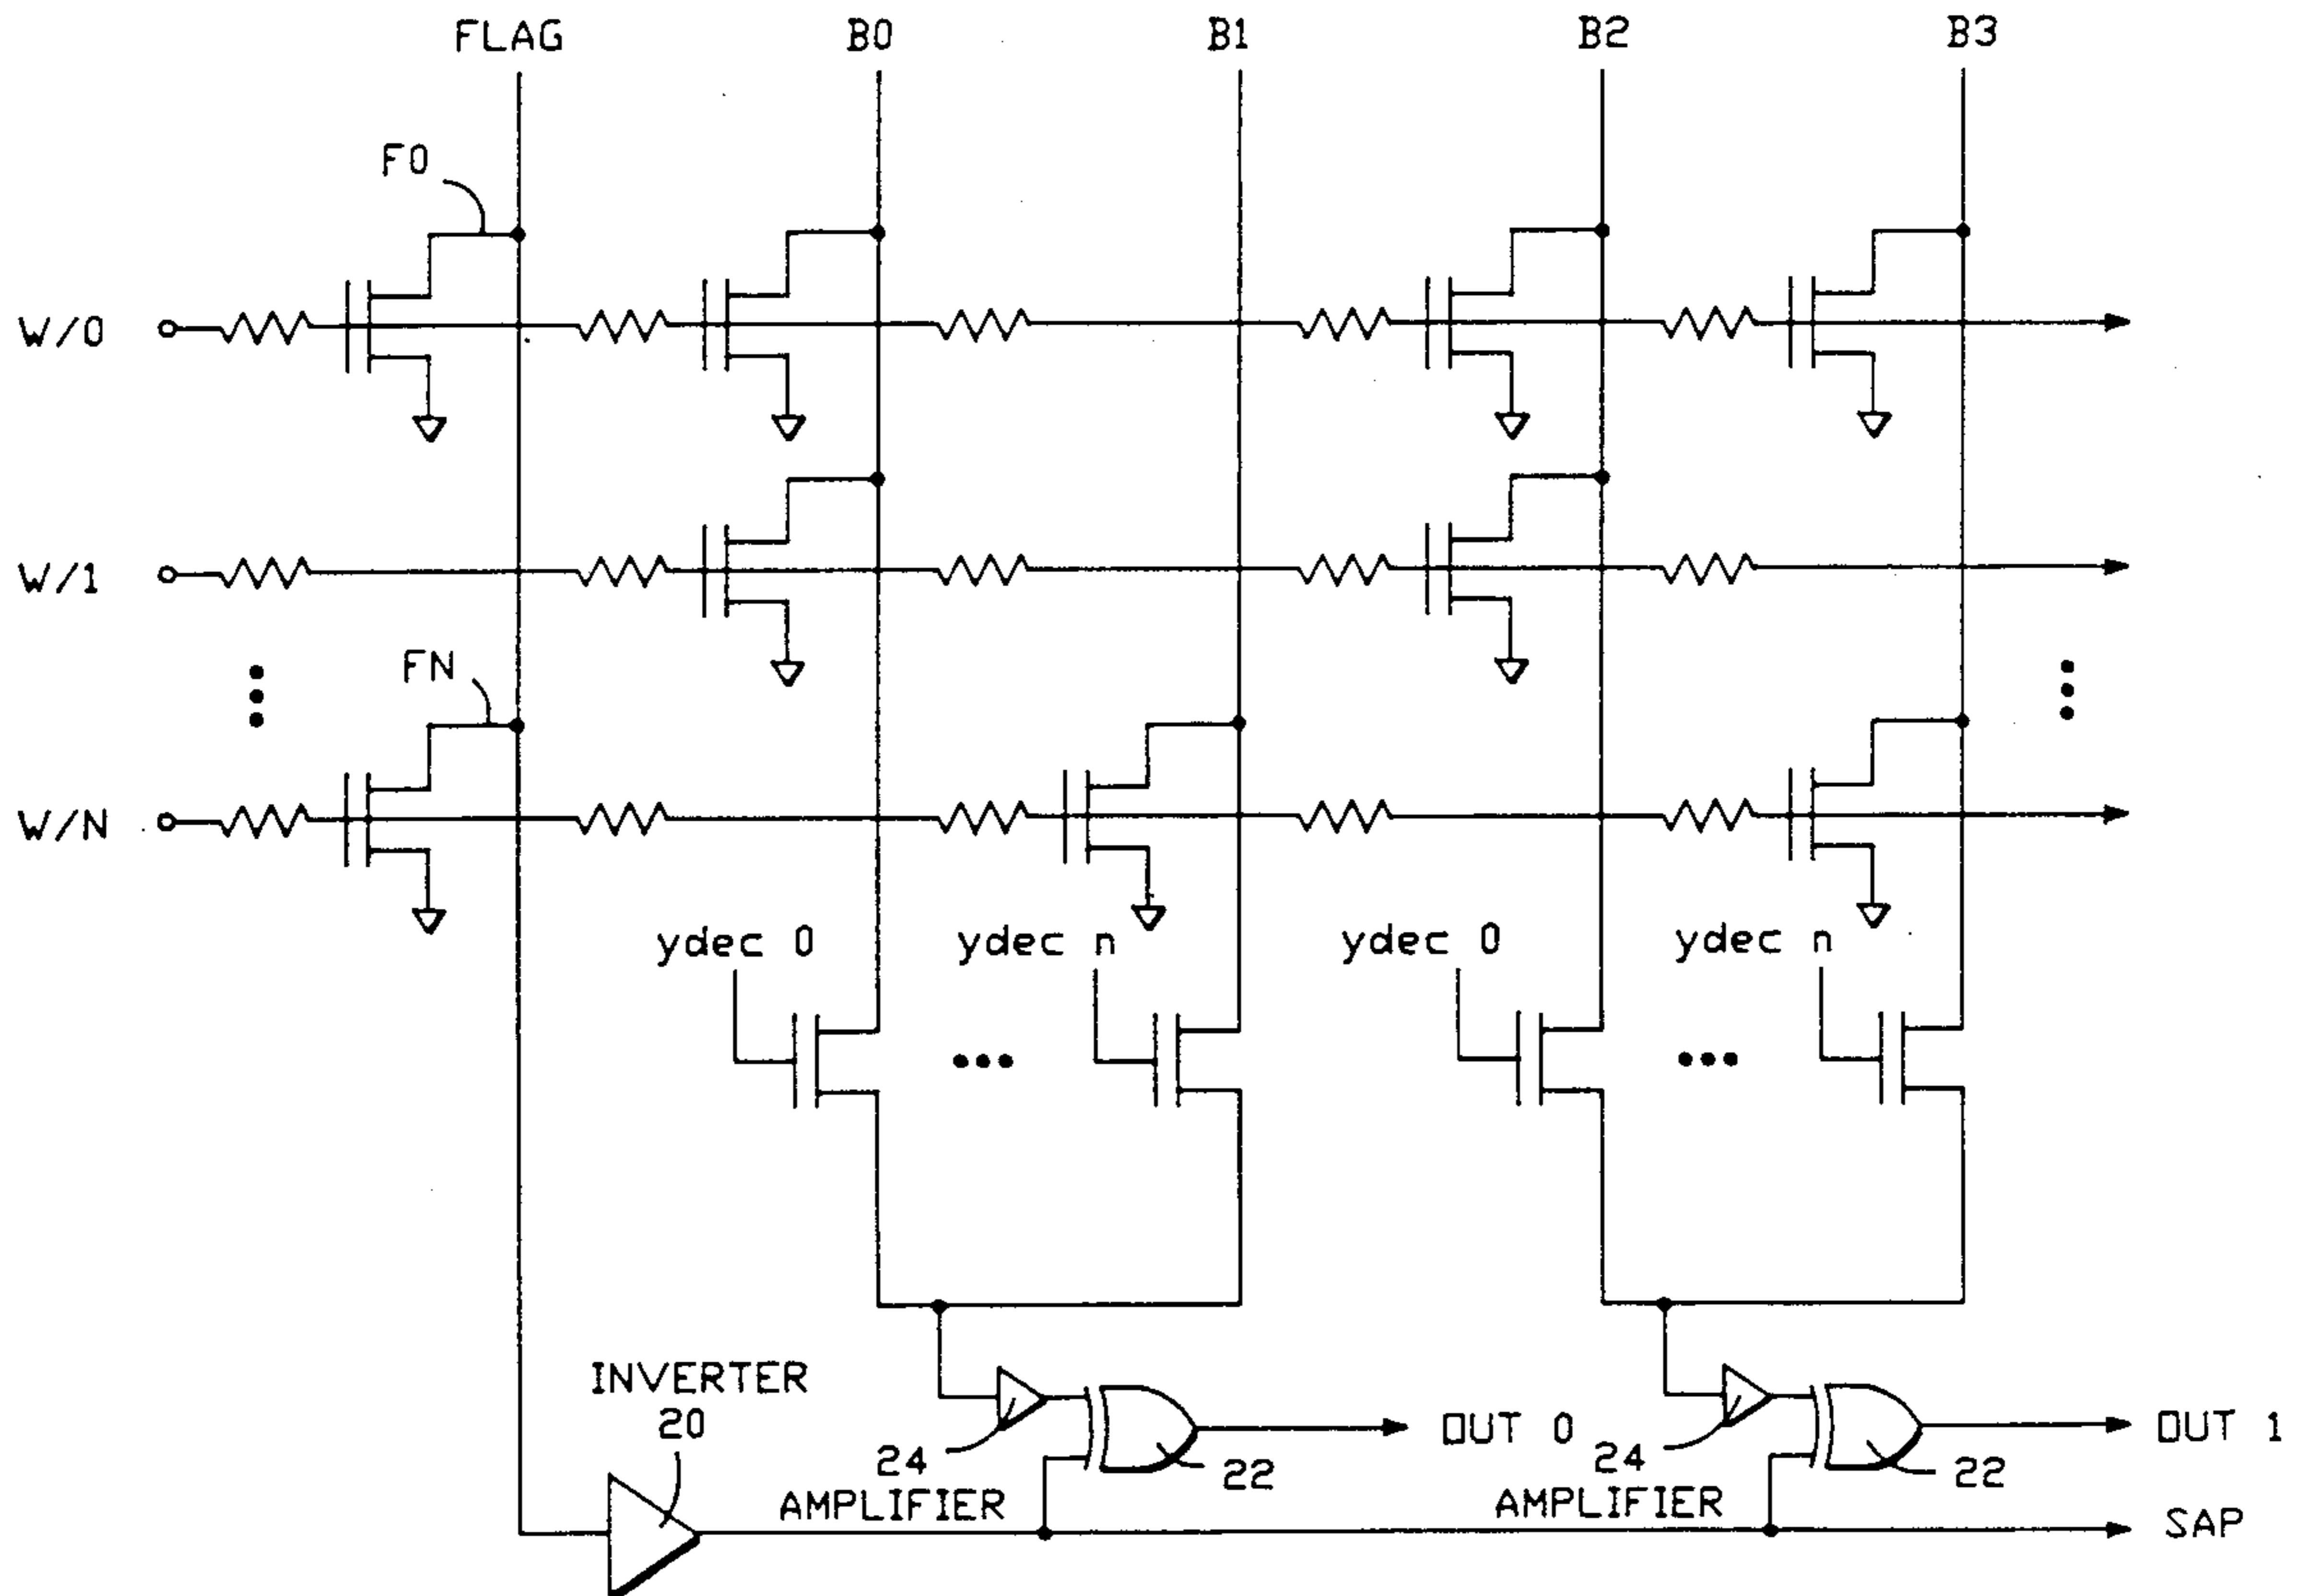 FLAG B0 B1 B2 B3
F0
W/0
W/1
FN
W/N
ydec 0 ydec n ydec 0 ydec n
INVERTER
20
24
AMPLIFIER
22
OUT 0
24
AMPLIFIER
22
OUT 1
SAP